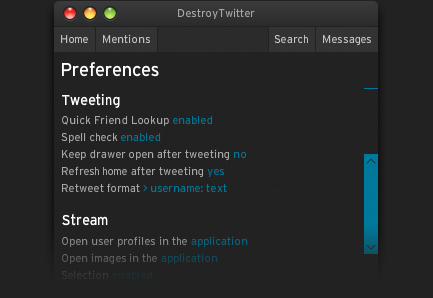 DestroyTwitter
Home Mentions Search Messages
Preferences
Tweeting
Quick Friend Lookup enabled
Spell check enabled
Keep drawer open after tweeting no
Refresh home after tweeting yes
Retweet format > username: text
Stream
Open user profiles in the application
Open images in the application
Selection enabled